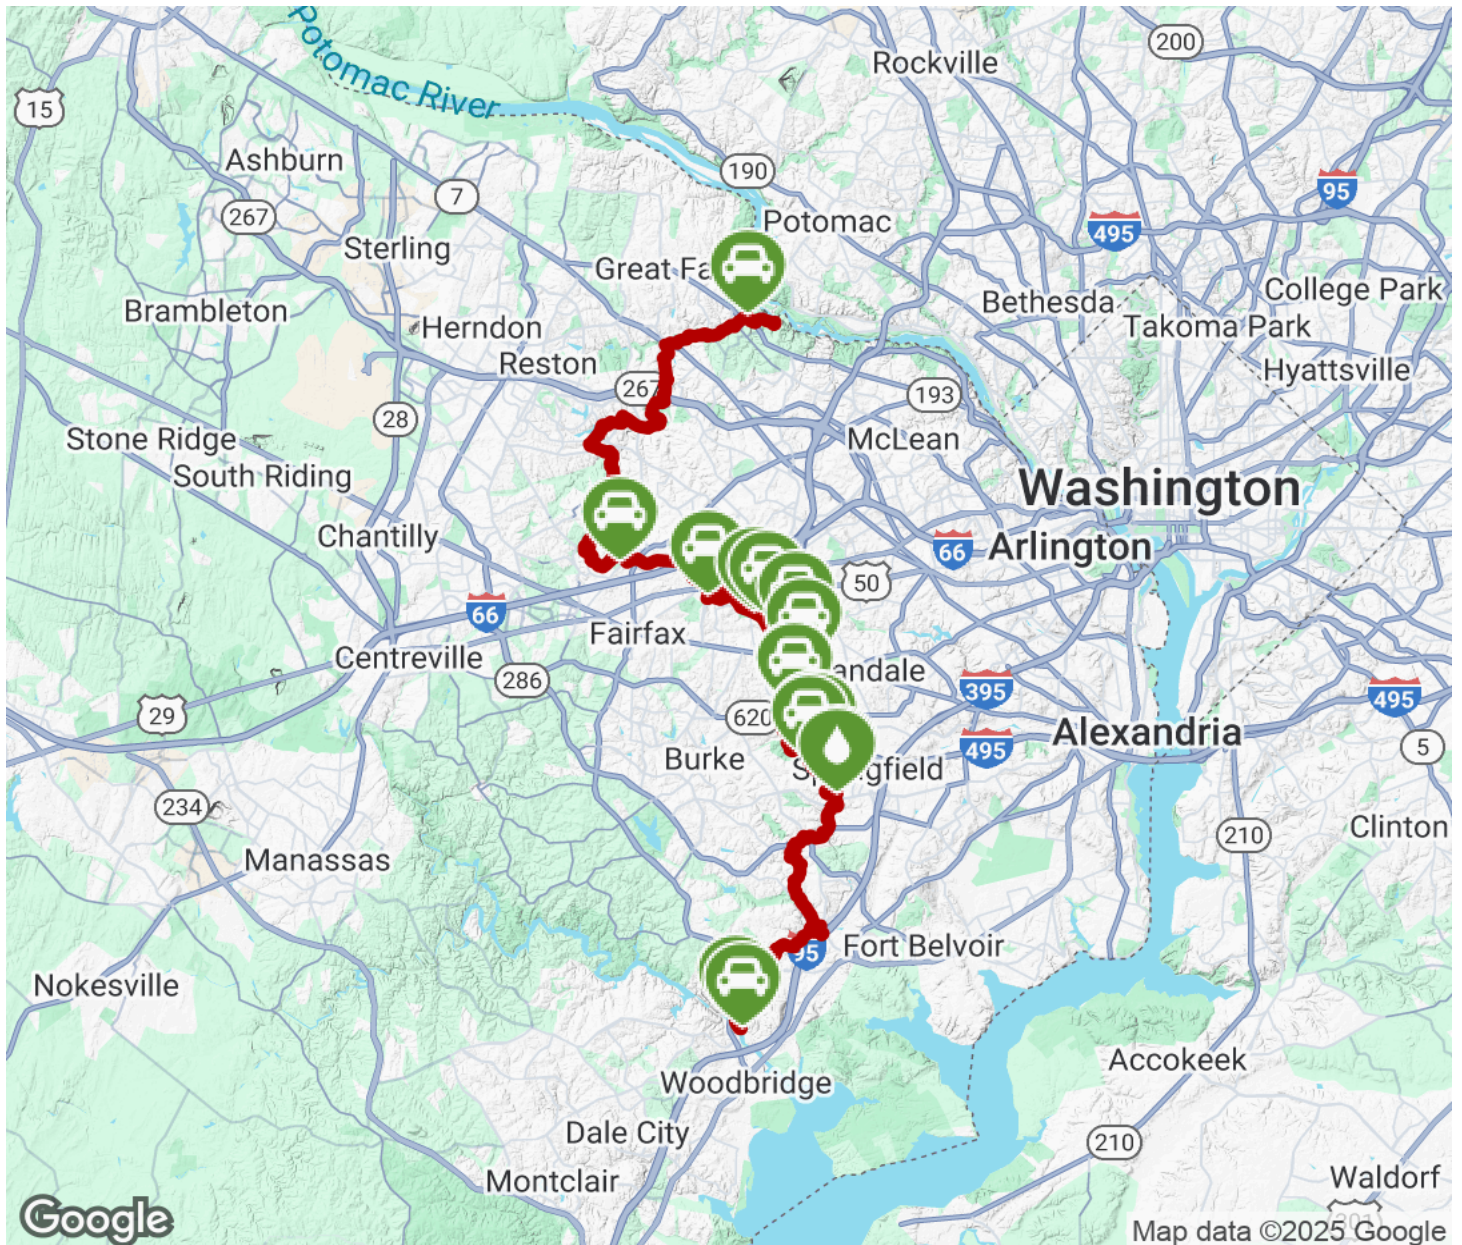 Potomac River
200
Rockville
15
Ashburn
190
95
7
267
Potomac
495
Sterling
Great Fa
College Park
Bethesda
Brambleton
Takoma Park
Herndon
Reston
Hyattsville
267
193
28
Stone Ridge
McLean
South Riding
Washington
Chantilly
66
Arlington
50
66
Fairfax
Centreville
andale
286
395
495
29
620
Alexandria
495
5
Burke
Springfield
234
Clinton
210
Manassas
95
Fort Belvoir
Nokesville
Accokeek
Woodbridge
Dale City
210
Montclair
Waldorf
301
Google
Map data ©2025 Google